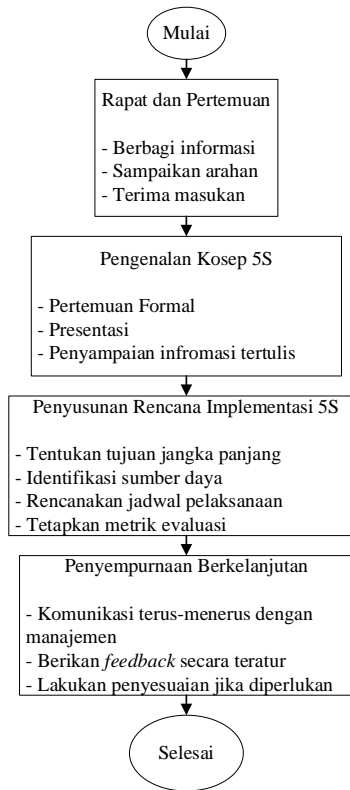 Mulai
Rapat dan Pertemuan
- Berbagi informasi
- Sampaikan arahan
- Terima masukan
Pengenalan Kosep 5S
- Pertemuan Formal
- Presentasi
- Penyampaian infromasi tertulis
Penyusunan Rencana Implementasi 5S
- Tentukan tujuan jangka panjang
- Identifikasi sumber daya
- Rencanakan jadwal pelaksanaan
- Tetapkan metrik evaluasi
Penyempurnaan Berkelanjutan
- Komunikasi terus-menerus dengan
manajemen
- Berikan feedback secara teratur
- Lakukan penyesuaian jika diperlukan
Selesai